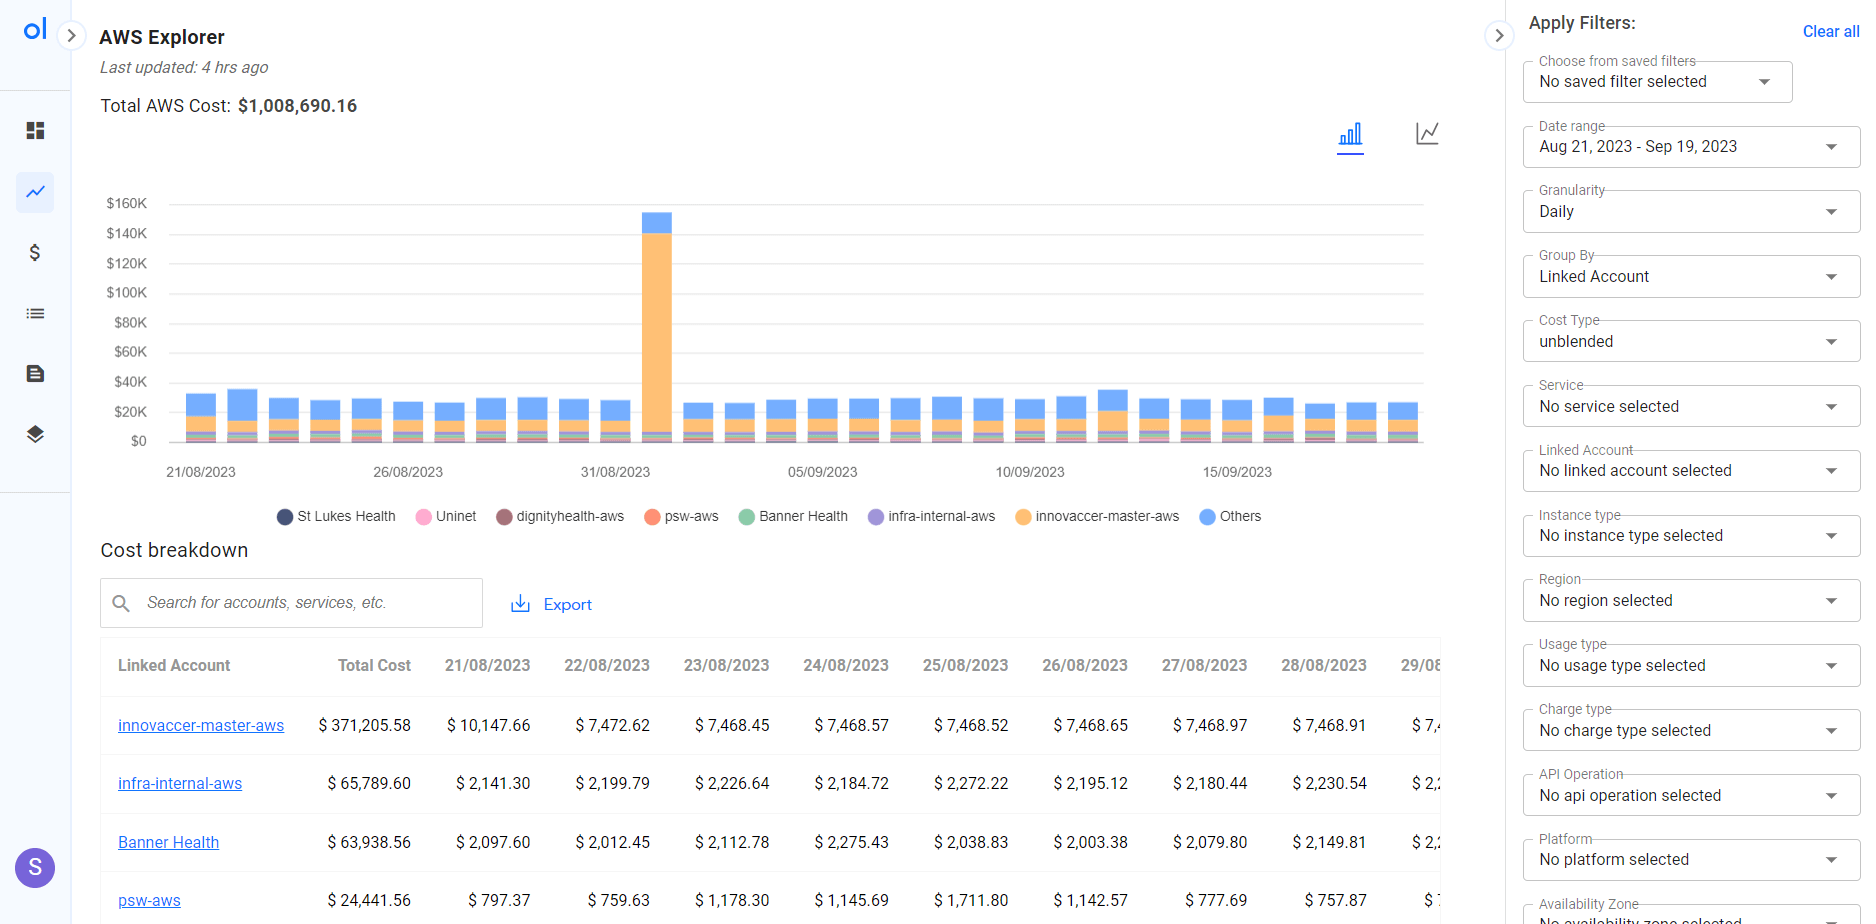 ol
AWS Explorer
Last updated: 4 hrs ago
Total AWS Cost: $1,008,690.16
$160K
$140K
$120K
$100K
$80K
$60K
$40K
$20K
$0
21/08/2023 26/08/2023 31/08/2023 05/09/2023 10/09/2023 15/09/2023
St Lukes Health Uninet dignityhealth-aws psw-aws Banner Health infra-internal-aws innovaccer-master-aws Others
Cost breakdown
Search for accounts, services, etc.
Export
Linked Account Total Cost 21/08/2023 22/08/2023 23/08/2023 24/08/2023 25/08/2023 26/08/2023 27/08/2023 28/08/2023 29/08
innovaccer-master-aws $ 371,205.58 $ 10,147.66 $ 7,472.62 $ 7,468.45 $ 7,468.57 $ 7,468.52 $ 7,468.65 $ 7,468.97 $ 7,468.91 $ 7,4
infra-internal-aws $ 65,789.60 $ 2,141.30 $ 2,199.79 $ 2,226.64 $ 2,184.72 $ 2,272.22 $ 2,195.12 $ 2,180.44 $ 2,230.54 $ 2,2
Banner Health $ 63,938.56 $ 2,097.60 $ 2,012.45 $ 2,112.78 $ 2,275.43 $ 2,038.83 $ 2,003.38 $ 2,079.80 $ 2,149.81 $ 2,2
psw-aws $ 24,441.56 $ 797.37 $ 759.63 $ 1,178.30 $ 1,145.69 $ 1,711.80 $ 1,142.57 $ 777.69 $ 757.87 $ 7
S
Apply Filters:
Clear all
Choose from saved filters
No saved filter selected
Date range
Aug 21, 2023 - Sep 19, 2023
Granularity
Daily
Group By
Linked Account
Cost Type
unblended
Service
No service selected
Linked Account
No linked account selected
Instance type
No instance type selected
Region
No region selected
Usage type
No usage type selected
Charge type
No charge type selected
API Operation
No api operation selected
Platform
No platform selected
Availability Zone
No availability zone selected